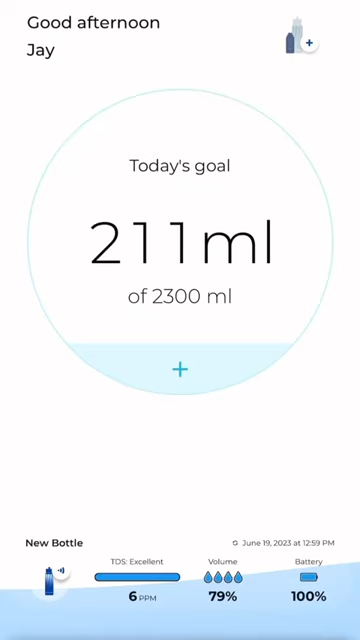 Good afternoon
Jay
Today's goal
211ml
of 2300 ml
+
New Bottle
June 19, 2023 at 12:59 PM
TDS: Excellent
Volume
Battery
6 PPM
79%
100%